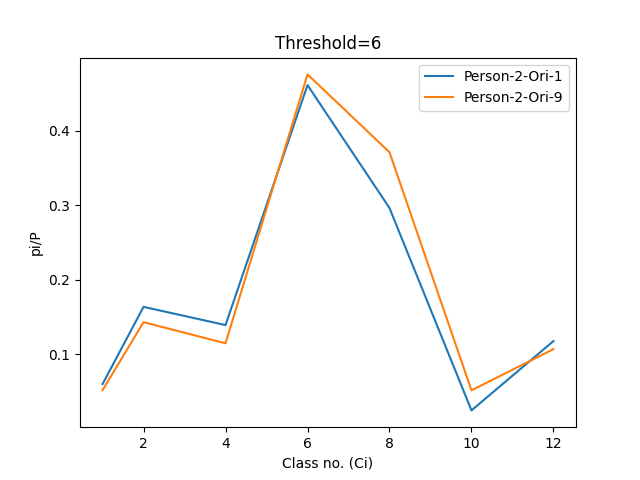 Threshold=6
Person-2-Ori-1
Person-2-Ori-9
pi/P
0.4
0.3
0.2
0.1
2 4 6 8 10 12
Class no. (Ci)